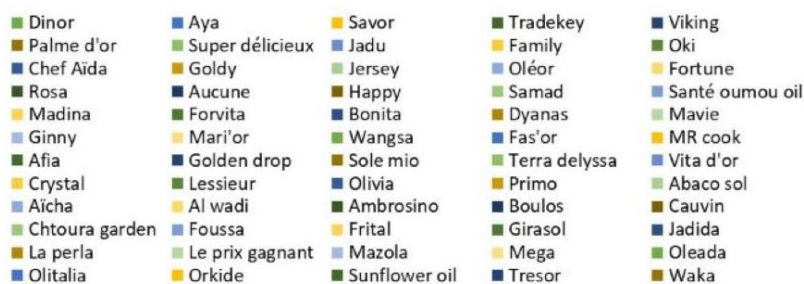 Dinor Aya Savor Tradekey Viking
Palme d'or Super délicieux Jadu Family Oki
Chef Aïda Goldy Jersey Oléor Fortune
Rosa Aucune Happy Samad Santé oumou oil
Madina Forvita Bonita Dyanas Mavie
Ginny Mari'or Wangsa Fas'or MR cook
Afia Golden drop Sole mio Terra delyssa Vita d'or
Crystal Lessieur Olivia Primo Abaco sol
Aïcha Al wadi Ambrosino Boulos Cauvin
Chtoura garden Foussa Frital Girasol Jadida
La perla Le prix gagnant Mazola Mega Oleada
Olitalia Orkide Sunflower oil Tresor Waka